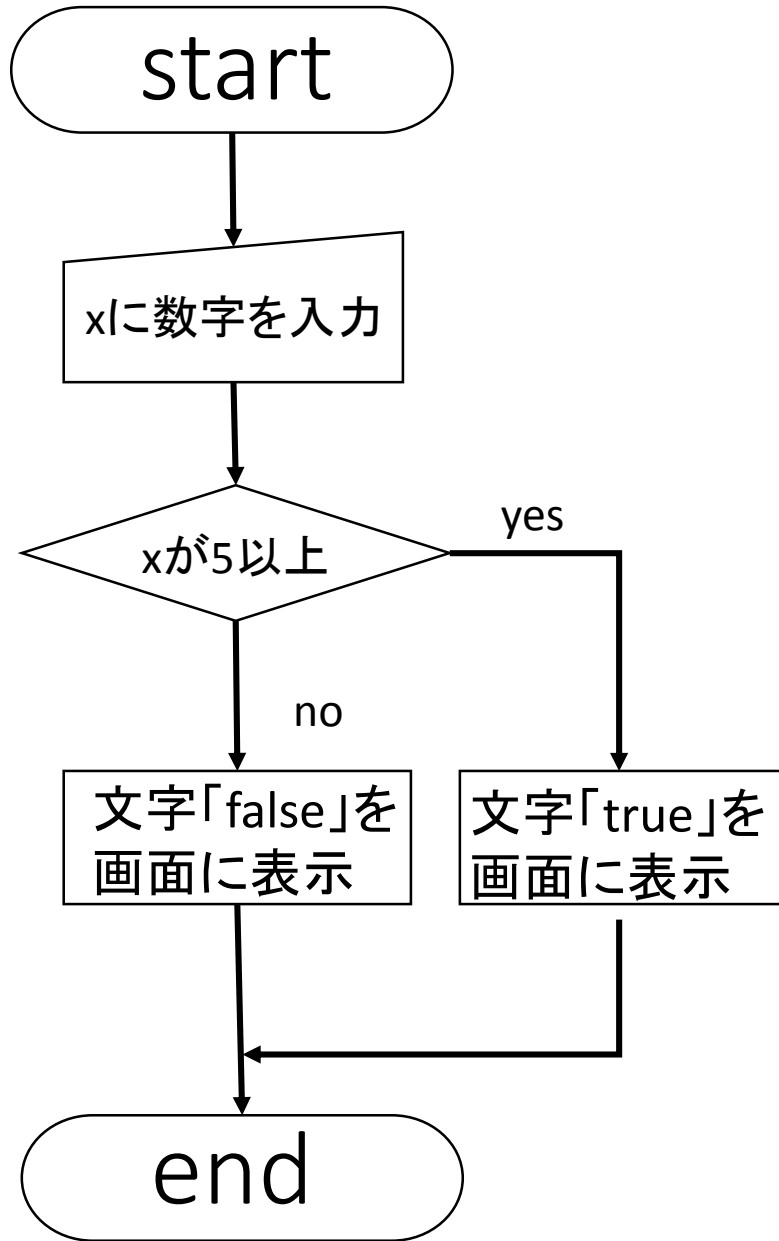 start
xに数字を入力
xが5以上
yes
no
文字「false」を
画面に表示
文字「true」を
画面に表示
end